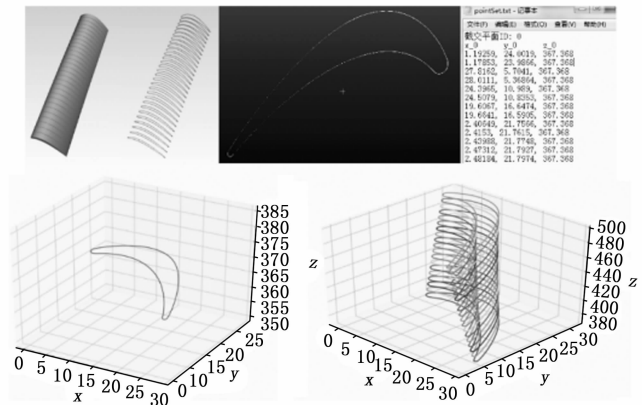 pointSet.txt - 记事本
文件(F) 编辑(E) 格式(O) 查看(V) 帮助(H)
截交平面ID: 0
x_0 y_0 z_0
1.19259, 24.0019, 367.368
1.17853, 23.9866, 367.368
27.8162, 5.7041, 367.368
28.0111, 5.36864, 367.368
24.3965, 10.989, 367.368
24.5079, 10.8353, 367.368
19.6067, 16.6474, 367.368
19.6641, 16.5905, 367.368
2.40649, 21.7566, 367.368
2.4153, 21.7615, 367.368
2.43988, 21.7748, 367.368
2.47312, 21.7927, 367.368
2.48184, 21.7974, 367.368
385
380
375
370
365
360
355
350
z
0 5 10 15 20 25 30
x
0 5 10 15 20 25
y
500
480
460
440
420
400
380
z
0 5 10 15 20 25 30
x
0 5 10 15 20 25 30
y